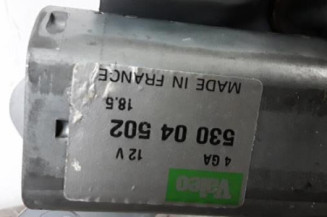 Valeo
4 GA 12 V
530 04 502
18.5
MADE IN FRANCE